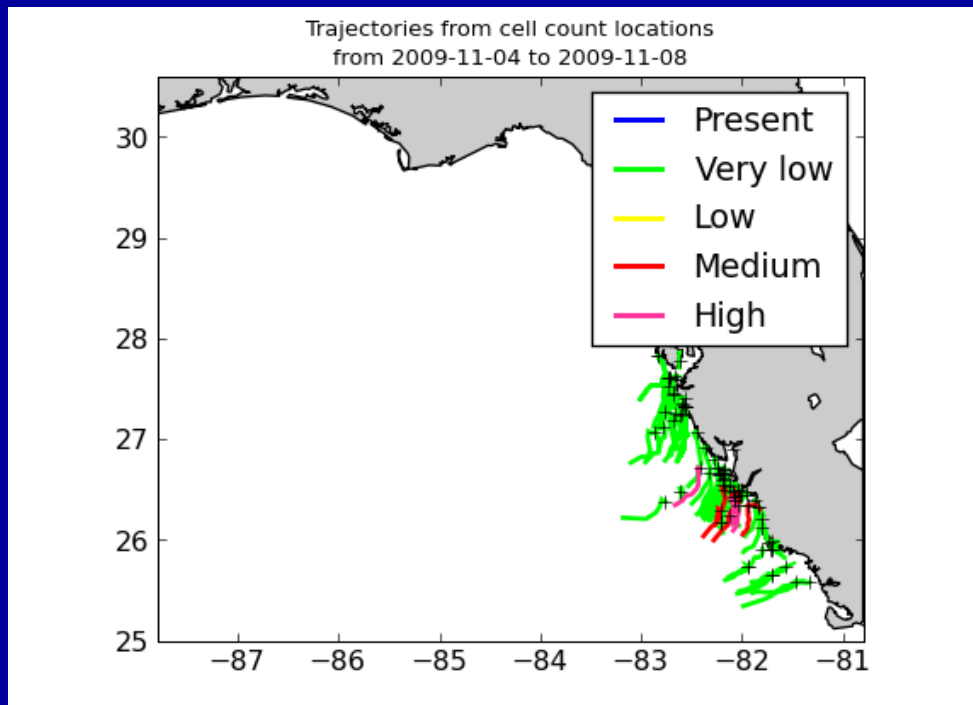 Trajectories from cell count locations
from 2009-11-04 to 2009-11-08
Present
Very low
Low
Medium
High
30
29
28
27
26
25
−87
−86
−85
−84
−83
−82
−81